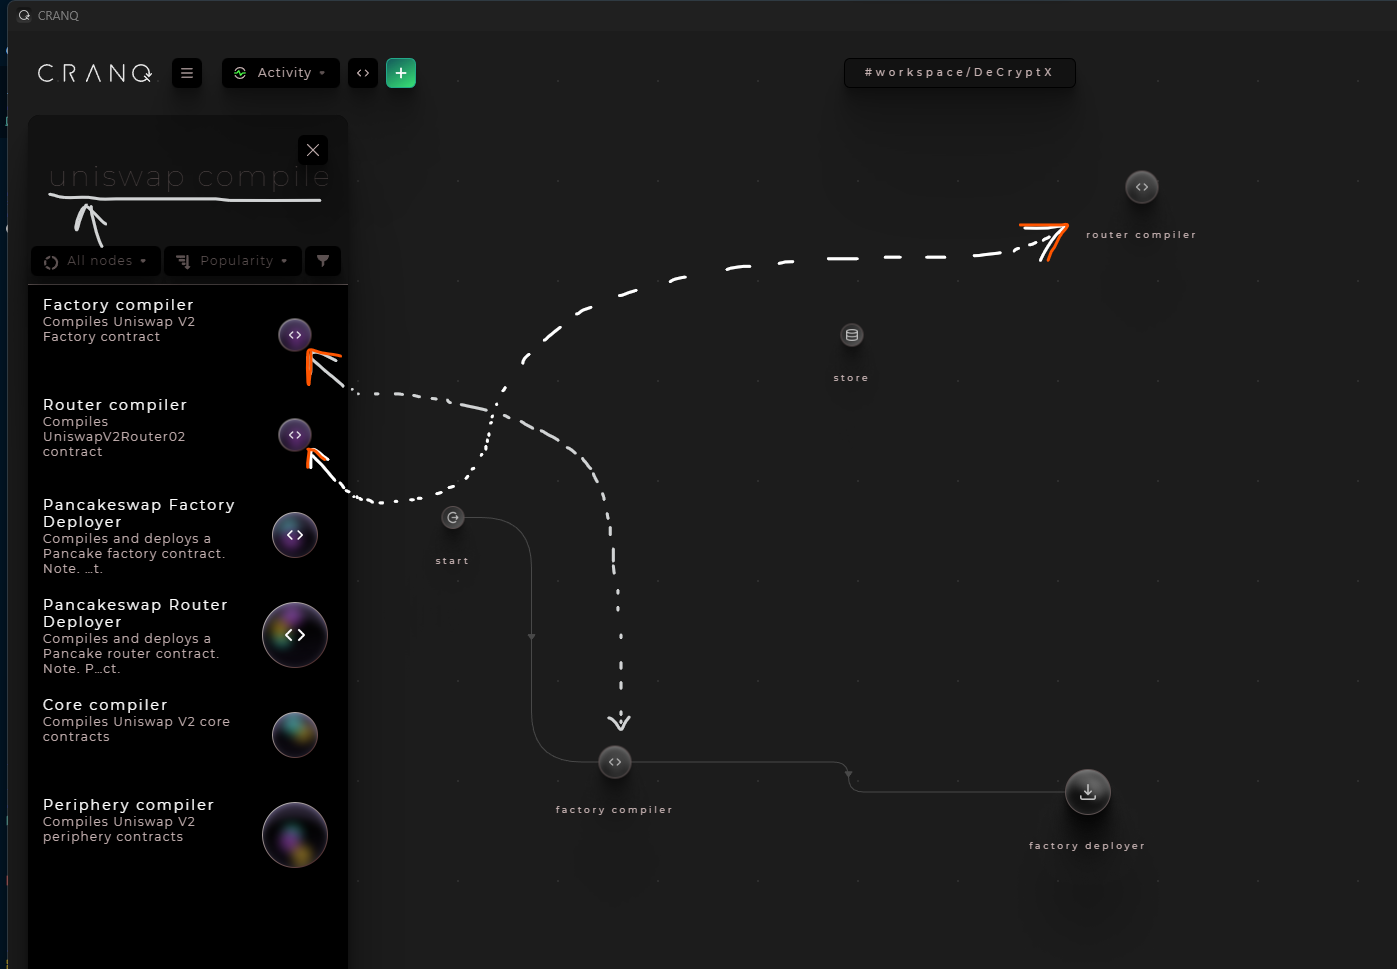 CRANQ
CRANQ
Activity
#workspace/DeCryptX
uniswap compile
All nodes
Popularity
Factory compiler
Compiles Uniswap V2
Factory contract
Router compiler
Compiles
UniswapV2Router02
contract
Pancakeswap Factory
Deployer
Compiles and deploys a
Pancake factory contract.
Note. ...t.
Pancakeswap Router
Deployer
Compiles and deploys a
Pancake router contract.
Note. P...ct.
Core compiler
Compiles Uniswap V2 core
contracts
Periphery compiler
Compiles Uniswap V2
periphery contracts
router compiler
store
start
factory compiler
factory deployer